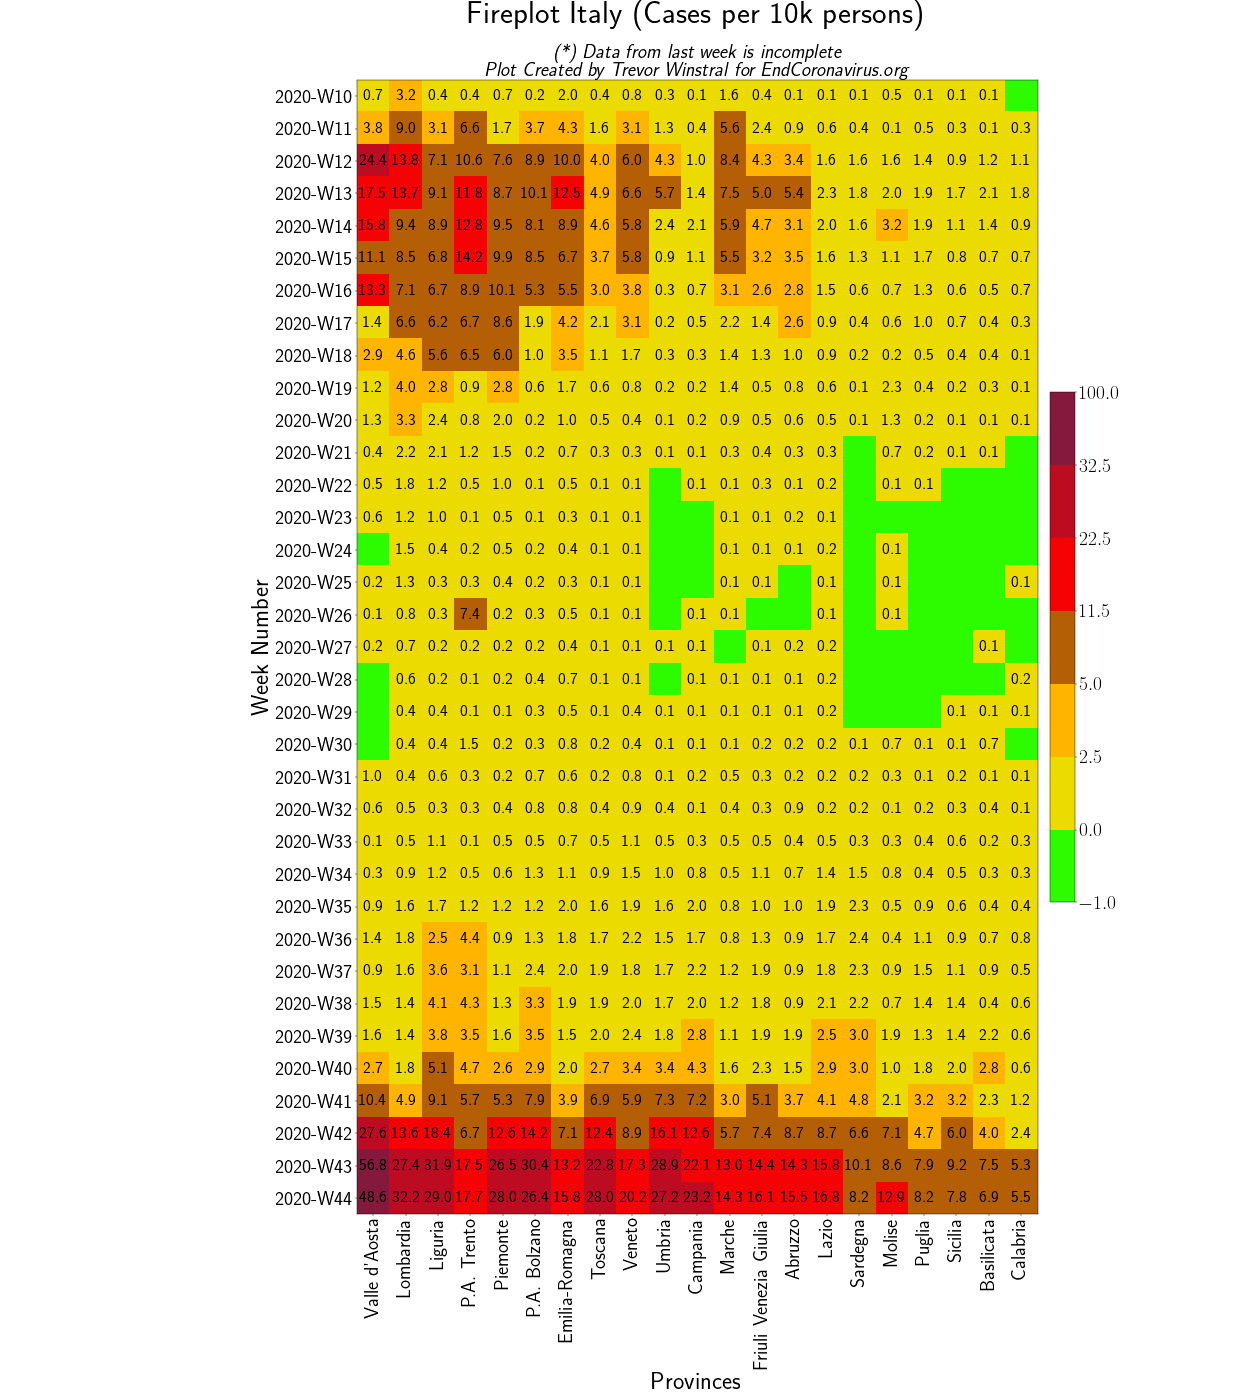 Fireplot Italy (Cases per 10k persons)
(*) Data from last week is incomplete
Plot Created by Trevor Winstral for EndCoronavirus.org
2020-W10 0.7 3.2 0.4 0.4 0.7 0.2 2.0 0.4 0.8 0.3 0.1 1.6 0.4 0.1 0.1 0.1 0.5 0.1 0.1 0.1
2020-W11 3.8 9.0 3.1 6.6 1.7 3.7 4.3 1.6 3.1 1.3 0.4 5.6 2.4 0.9 0.6 0.4 0.1 0.5 0.3 0.1 0.3
2020-W12 24.4 13.8 7.1 10.6 7.6 8.9 10.0 4.0 6.0 4.3 1.0 8.4 4.3 3.4 1.6 1.6 1.6 1.4 0.9 1.2 1.1
2020-W13 17.5 13.7 9.1 11.8 8.7 10.1 12.5 4.9 6.6 5.7 1.4 7.5 5.0 5.4 2.3 1.8 2.0 1.9 1.7 2.1 1.8
2020-W14 15.8 9.4 8.9 12.8 9.5 8.1 8.9 4.6 5.8 2.4 2.1 5.9 4.7 3.1 2.0 1.6 3.2 1.9 1.1 1.4 0.9
2020-W15 11.1 8.5 6.8 14.2 9.9 8.5 6.7 3.7 5.8 0.9 1.1 5.5 3.2 3.5 1.6 1.3 1.1 1.7 0.8 0.7 0.7
2020-W16 13.3 7.1 6.7 8.9 10.1 5.3 5.5 3.0 3.8 0.3 0.7 3.1 2.6 2.8 1.5 0.6 0.7 1.3 0.6 0.5 0.7
2020-W17 1.4 6.6 6.2 6.7 8.6 1.9 4.2 2.1 3.1 0.2 0.5 2.2 1.4 2.6 0.9 0.4 0.6 1.0 0.7 0.4 0.3
2020-W18 2.9 4.6 5.6 6.5 6.0 1.0 3.5 1.1 1.7 0.3 0.3 1.4 1.3 1.0 0.9 0.2 0.2 0.5 0.4 0.4 0.1
2020-W19 1.2 4.0 2.8 0.9 2.8 0.6 1.7 0.6 0.8 0.2 0.2 1.4 0.5 0.8 0.6 0.1 2.3 0.4 0.2 0.3 0.1
2020-W20 1.3 3.3 2.4 0.8 2.0 0.2 1.0 0.5 0.4 0.1 0.2 0.9 0.5 0.6 0.5 0.1 1.3 0.2 0.1 0.1 0.1
2020-W21 0.4 2.2 2.1 1.2 1.5 0.2 0.7 0.3 0.3 0.1 0.1 0.3 0.4 0.3 0.3 0.7 0.2 0.1 0.1
2020-W22 0.5 1.8 1.2 0.5 1.0 0.1 0.5 0.1 0.1 0.1 0.1 0.3 0.1 0.2 0.1 0.1
2020-W23 0.6 1.2 1.0 0.1 0.5 0.1 0.3 0.1 0.1 0.1 0.1 0.2 0.1
2020-W24 1.5 0.4 0.2 0.5 0.2 0.4 0.1 0.1 0.1 0.1 0.1 0.2 0.1
2020-W25 0.2 1.3 0.3 0.3 0.4 0.2 0.3 0.1 0.1 0.1 0.1 0.1 0.1 0.1
2020-W26 0.1 0.8 0.3 7.4 0.2 0.3 0.5 0.1 0.1 0.1 0.1 0.1 0.1
2020-W27 0.2 0.7 0.2 0.2 0.2 0.2 0.4 0.1 0.1 0.1 0.1 0.1 0.2 0.2 0.1
2020-W28 0.6 0.2 0.1 0.2 0.4 0.7 0.1 0.1 0.1 0.1 0.1 0.1 0.2 0.2
2020-W29 0.4 0.4 0.1 0.1 0.3 0.5 0.1 0.4 0.1 0.1 0.1 0.1 0.1 0.2 0.1 0.1 0.1
2020-W30 0.4 0.4 1.5 0.2 0.3 0.8 0.2 0.4 0.1 0.1 0.1 0.2 0.2 0.2 0.1 0.7 0.1 0.1 0.7
2020-W31 1.0 0.4 0.6 0.3 0.2 0.7 0.6 0.2 0.8 0.1 0.2 0.5 0.3 0.2 0.2 0.2 0.3 0.1 0.2 0.1 0.1
2020-W32 0.6 0.5 0.3 0.3 0.4 0.8 0.8 0.4 0.9 0.4 0.1 0.4 0.3 0.9 0.2 0.2 0.1 0.2 0.3 0.4 0.1
2020-W33 0.1 0.5 1.1 0.1 0.5 0.5 0.7 0.5 1.1 0.5 0.3 0.5 0.5 0.4 0.5 0.3 0.3 0.4 0.6 0.2 0.3
2020-W34 0.3 0.9 1.2 0.5 0.6 1.3 1.1 0.9 1.5 1.0 0.8 0.5 1.1 0.7 1.4 1.5 0.8 0.4 0.5 0.3 0.3
2020-W35 0.9 1.6 1.7 1.2 1.2 1.2 2.0 1.6 1.9 1.6 2.0 0.8 1.0 1.0 1.9 2.3 0.5 0.9 0.6 0.4 0.4
2020-W36 1.4 1.8 2.5 4.4 0.9 1.3 1.8 1.7 2.2 1.5 1.7 0.8 1.3 0.9 1.7 2.4 0.4 1.1 0.9 0.7 0.8
2020-W37 0.9 1.6 3.6 3.1 1.1 2.4 2.0 1.9 1.8 1.7 2.2 1.2 1.9 0.9 1.8 2.3 0.9 1.5 1.1 0.9 0.5
2020-W38 1.5 1.4 4.1 4.3 1.3 3.3 1.9 1.9 2.0 1.7 2.0 1.2 1.8 0.9 2.1 2.2 0.7 1.4 1.4 0.4 0.6
2020-W39 1.6 1.4 3.8 3.5 1.6 3.5 1.5 2.0 2.4 1.8 2.8 1.1 1.9 1.9 2.5 3.0 1.9 1.3 1.4 2.2 0.6
2020-W40 2.7 1.8 5.1 4.7 2.6 2.9 2.0 2.7 3.4 3.4 4.3 1.6 2.3 1.5 2.9 3.0 1.0 1.8 2.0 2.8 0.6
2020-W41 10.4 4.9 9.1 5.7 5.3 7.9 3.9 6.9 5.9 7.3 7.2 3.0 5.1 3.7 4.1 4.8 2.1 3.2 3.2 2.3 1.2
2020-W42 27.6 13.6 18.4 6.7 12.6 14.2 7.1 12.4 8.9 16.1 12.6 5.7 7.4 8.7 8.7 6.6 7.1 4.7 6.0 4.0 2.4
2020-W43 56.8 27.4 31.9 17.5 26.5 30.4 13.2 22.8 17.3 28.9 22.1 13.0 14.4 14.3 15.8 10.1 8.6 7.9 9.2 7.5 5.3
2020-W44 48.6 32.2 29.0 17.7 28.0 26.4 15.8 28.0 20.2 27.2 23.2 14.3 16.1 15.5 16.8 8.2 12.9 8.2 7.8 6.9 5.5
Week Number
Valle d'Aosta
Lombardia
Liguria
P.A. Trento
Piemonte
P.A. Bolzano
Emilia-Romagna
Toscana
Veneto
Umbria
Campania
Marche
Friuli Venezia Giulia
Abruzzo
Lazio
Sardegna
Molise
Puglia
Sicilia
Basilicata
Calabria
Provinces
100.0
32.5
22.5
11.5
5.0
2.5
0.0
−1.0